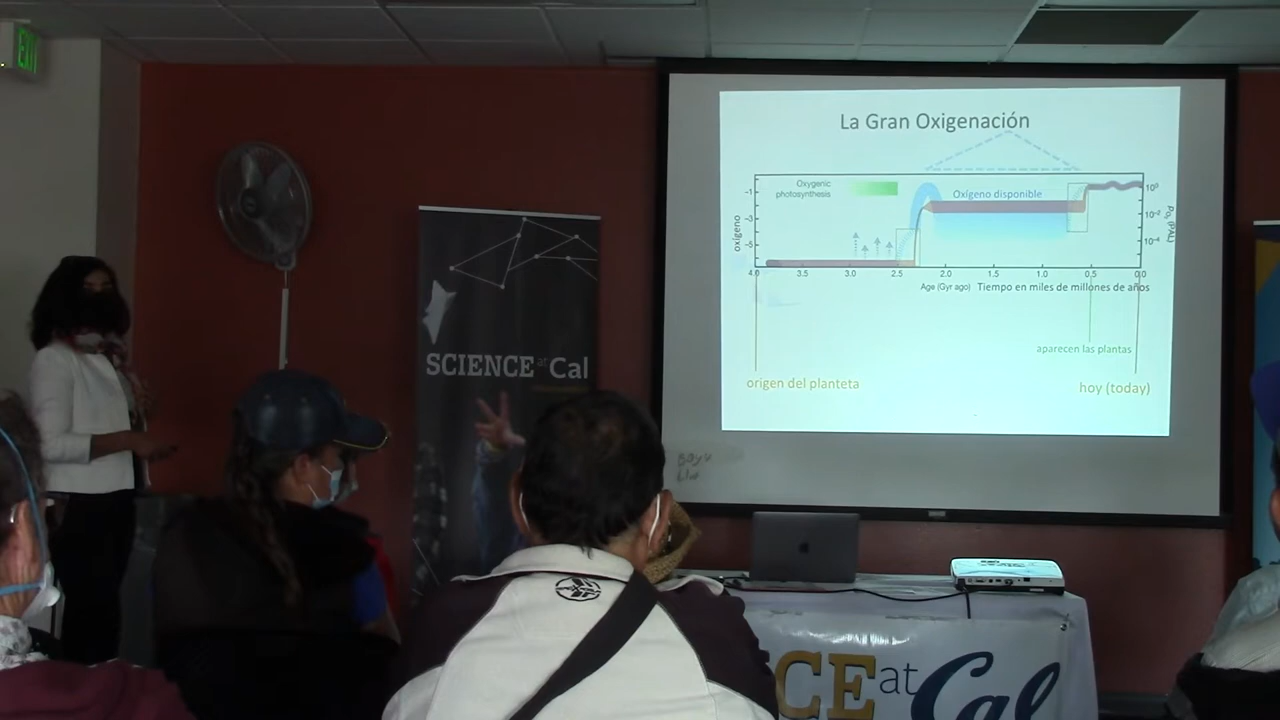 EXIT
La Gran Oxigenación
Oxygenic
photosynthesis
Oxígeno disponible
oxígeno
-1
-3
-5
10⁰
10⁻²
10⁻⁴
4.0 3.5 3.0 2.5 2.0 1.5 1.0 0.5 0.0
Age (Gyr ago) Tiempo en miles de millones de años
aparecen las plantas
origen del planteta
hoy (today)
SCIENCE at Cal
CE at Cal